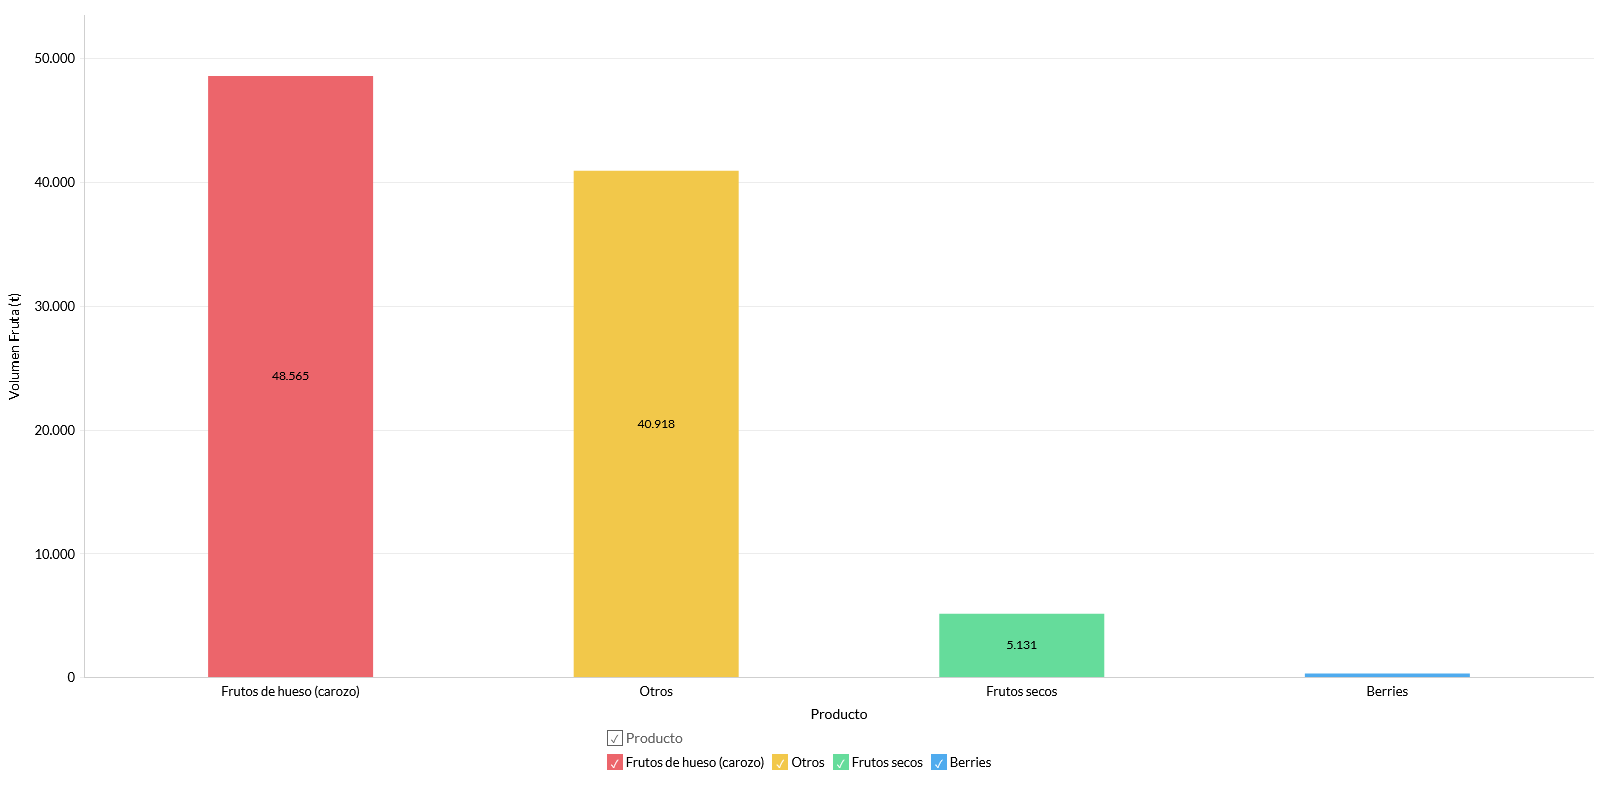 50.000
40.000
30.000
20.000
10.000
0
Volumen Fruta (t)
48.565
40.918
5.131
Frutos de hueso (carozo)
Otros
Frutos secos
Berries
Producto
Producto
Frutos de hueso (carozo) Otros Frutos secos Berries